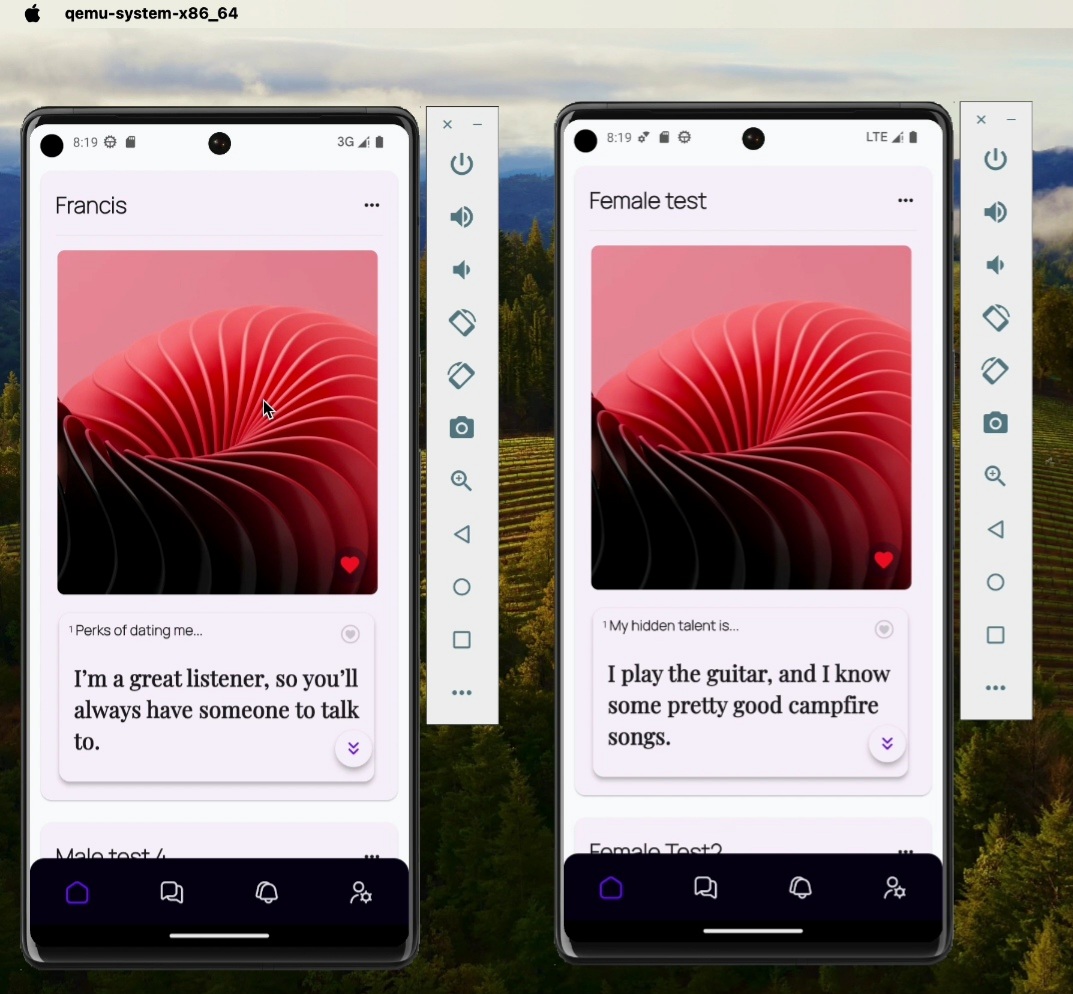 qemu-system-x86_64
8:19
3G
Francis
1 Perks of dating me...
I'm a great listener, so you'll
always have someone to talk
to.
Male test 4
8:19
LTE
Female test
1 My hidden talent is...
I play the guitar, and I know
some pretty good campfire
songs.
Female Test2